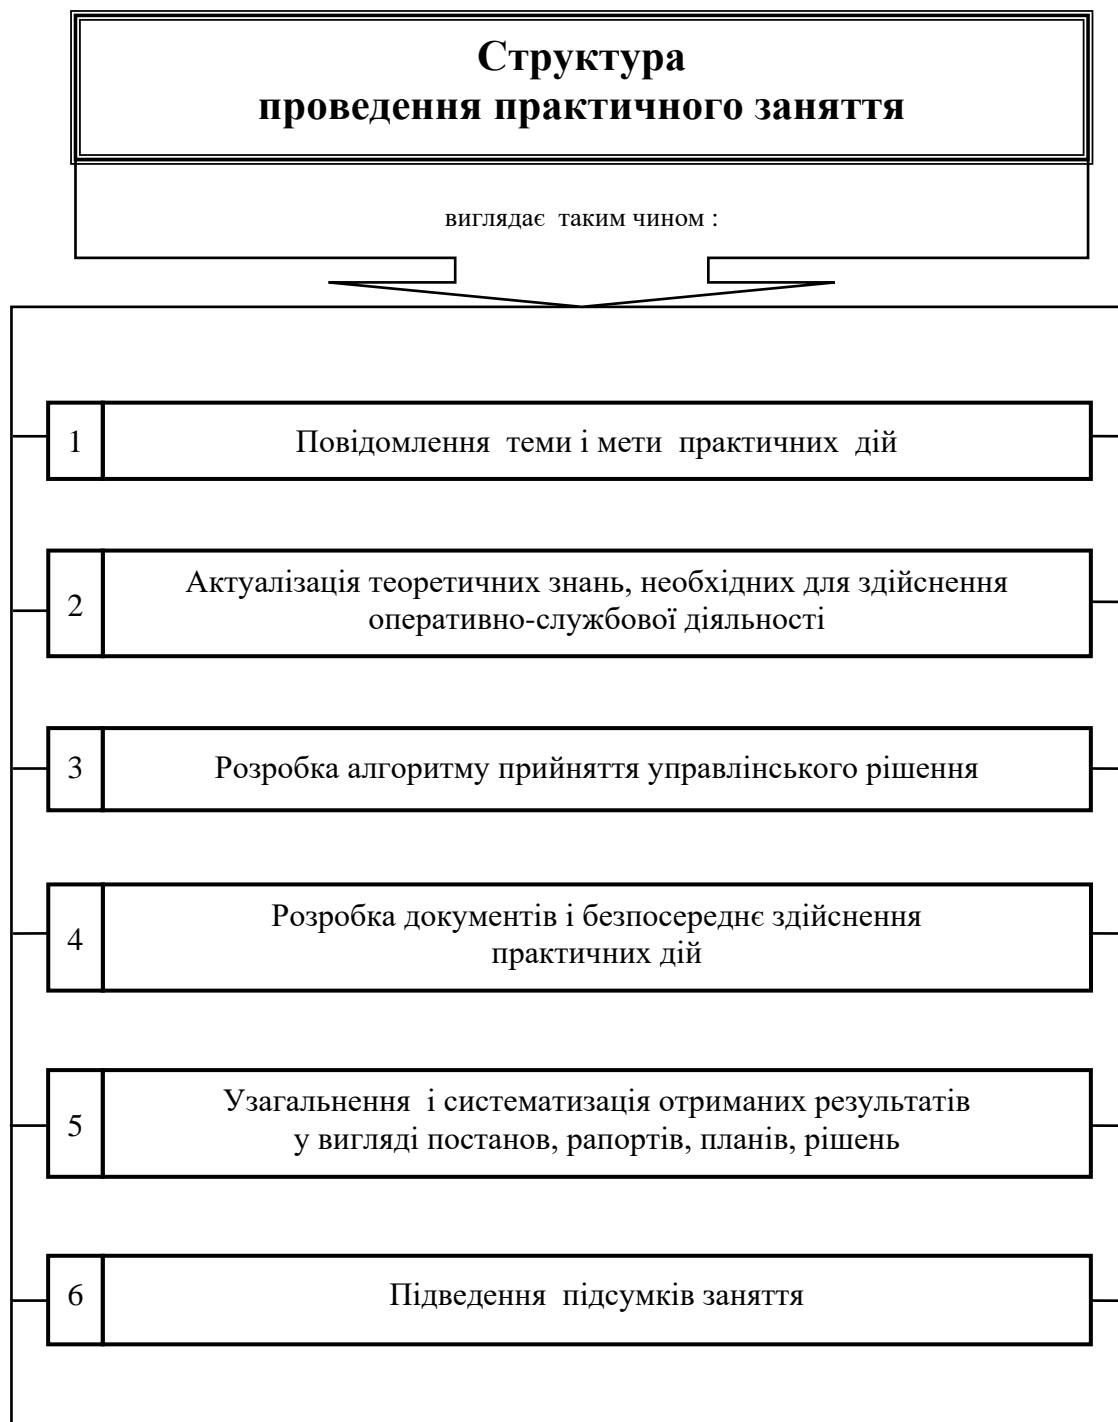 Структура
проведення практичного заняття
виглядає таким чином :
1 Повідомлення теми і мети практичних дій
2 Актуалізація теоретичних знань, необхідних для здійснення
оперативно-службової діяльності
3 Розробка алгоритму прийняття управлінського рішення
4 Розробка документів і безпосереднє здійснення
практичних дій
5 Узагальнення і систематизація отриманих результатів
у вигляді постанов, рапортів, планів, рішень
6 Підведення підсумків заняття